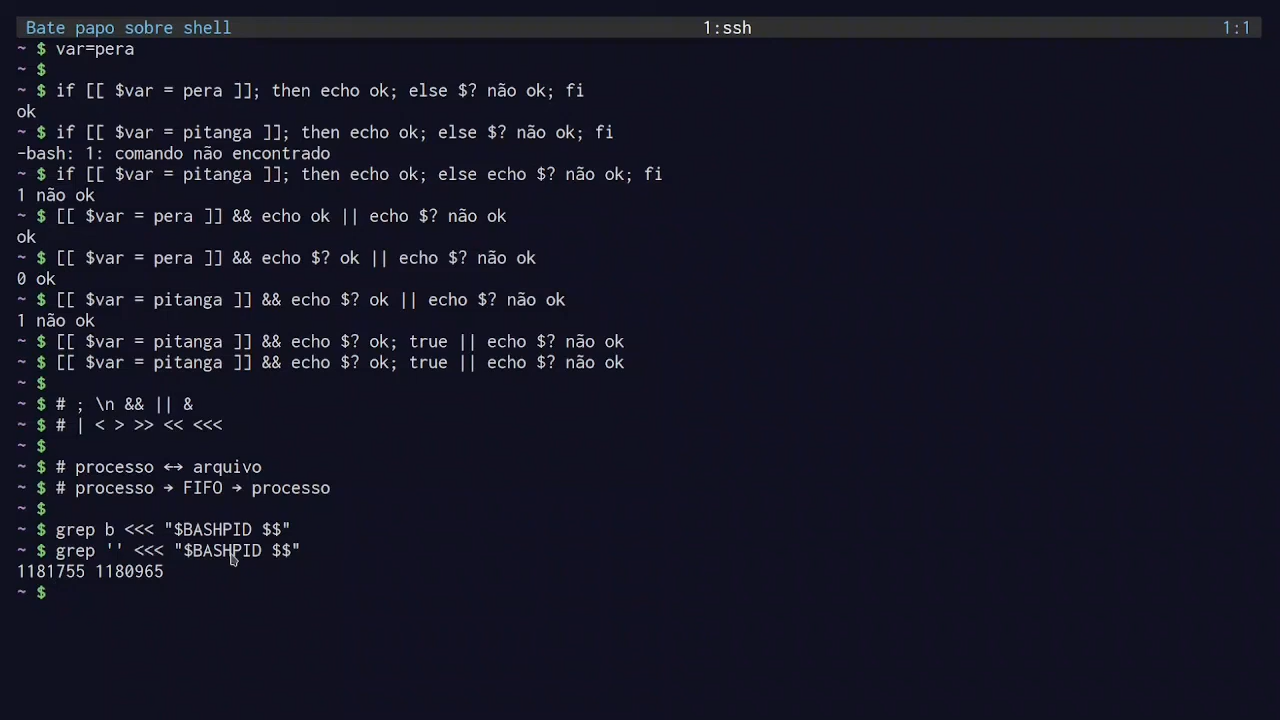 Bate papo sobre shell 1:ssh 1:1
~ $ var=pera
~ $
~ $ if [[ $var = pera ]]; then echo ok; else $? não ok; fi
ok
~ $ if [[ $var = pitanga ]]; then echo ok; else $? não ok; fi
-bash: 1: comando não encontrado
~ $ if [[ $var = pitanga ]]; then echo ok; else echo $? não ok; fi
1 não ok
~ $ [[ $var = pera ]] && echo ok || echo $? não ok
ok
~ $ [[ $var = pera ]] && echo $? ok || echo $? não ok
0 ok
~ $ [[ $var = pitanga ]] && echo $? ok || echo $? não ok
1 não ok
~ $ [[ $var = pitanga ]] && echo $? ok; true || echo $? não ok
~ $ [[ $var = pitanga ]] && echo $? ok; true || echo $? não ok
~ $
~ $ # ; \n && || &
~ $ # | < > >> << <<<
~ $
~ $ # processo ↔ arquivo
~ $ # processo → FIFO → processo
~ $
~ $ grep b <<< "$BASHPID $$"
~ $ grep '' <<< "$BASHPID $$"
1181755 1180965
~ $